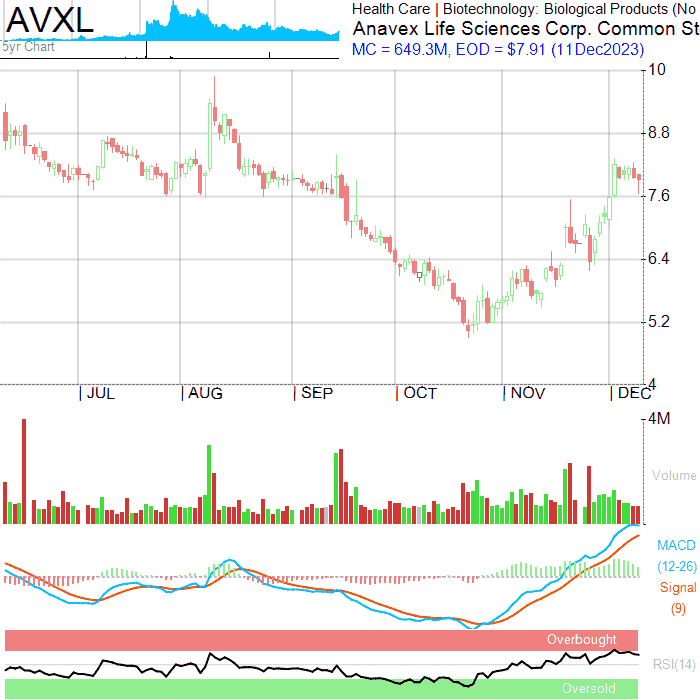 AVXL
5yr Chart
Health Care | Biotechnology: Biological Products (No
Anavex Life Sciences Corp. Common St
MC = 649.3M, EOD = $7.91 (11Dec2023)
10
8.8
7.6
6.4
5.2
4
JUL AUG SEP OCT NOV DEC
4M
Volume
MACD
(12-26)
Signal
(9)
Overbought
RSI(14)
Oversold